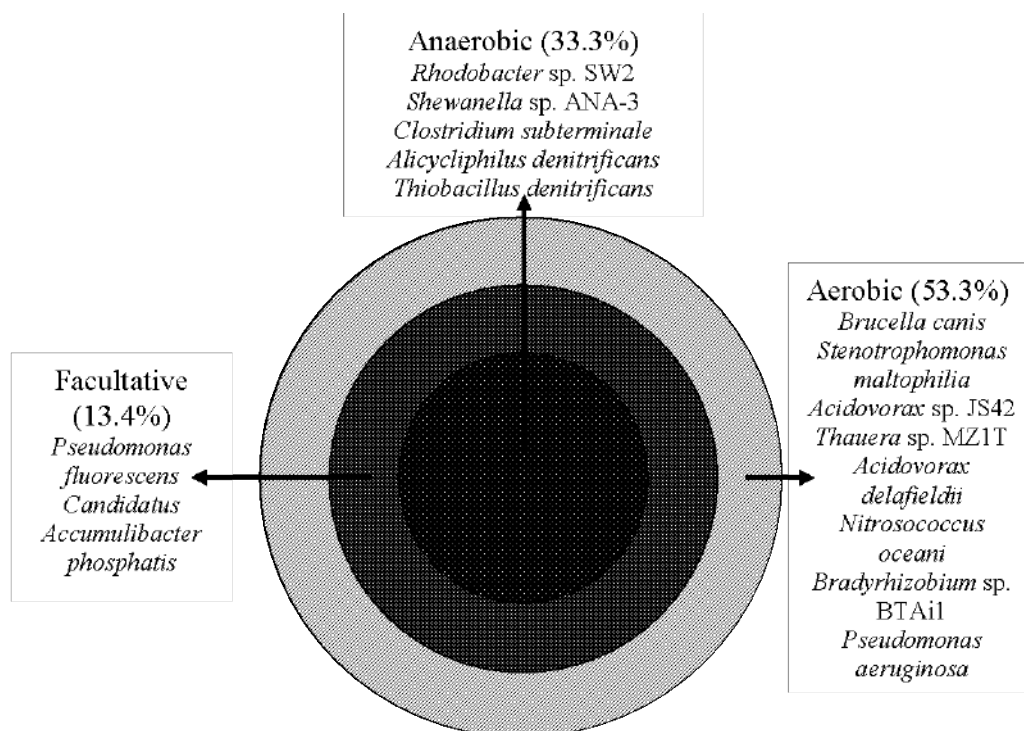 Anaerobic (33.3%)
Rhodobacter sp. SW2
Shewanella sp. ANA-3
Clostridium subterminale
Alicycliphilus denitrificans
Thiobacillus denitrificans
Facultative
(13.4%)
Pseudomonas
fluorescens
Candidatus
Accumulibacter
phosphatis
Aerobic (53.3%)
Brucella canis
Stenotrophomonas
maltophilia
Acidovorax sp. JS42
Thauera sp. MZ1T
Acidovorax
delafieldii
Nitrosococcus
oceani
Bradyrhizobium sp.
BTAi1
Pseudomonas
aeruginosa